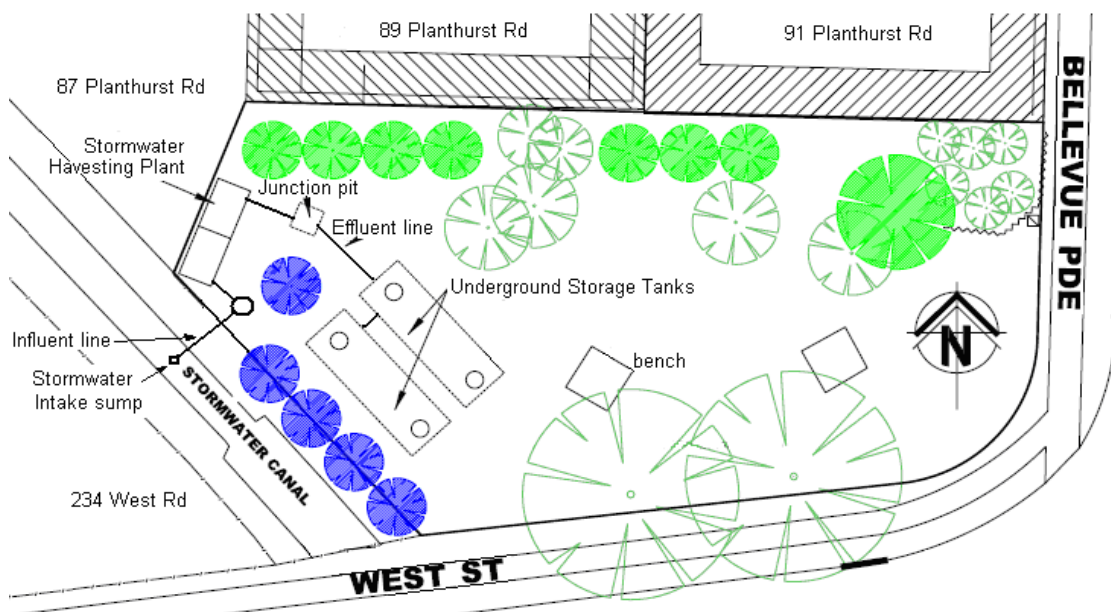 89 Planthurst Rd
91 Planthurst Rd
87 Planthurst Rd
BELLEVUE PDE
Stormwater
Havesting Plant
Junction pit
Effluent line
Underground Storage Tanks
Influent line
bench
N
Stormwater
Intake sump
STORMWATER CANAL
234 West Rd
WEST ST